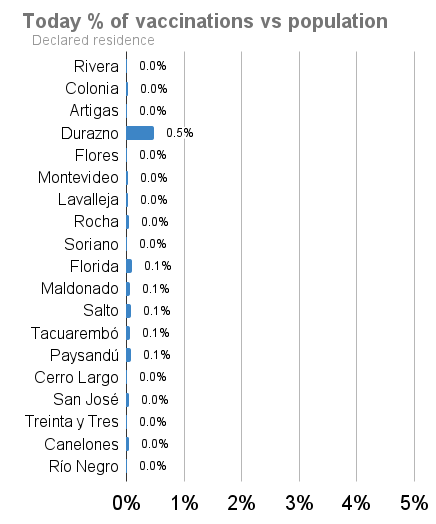 Today % of vaccinations vs population
Declared residence
Rivera 0.0%
Colonia 0.0%
Artigas 0.0%
Durazno 0.5%
Flores 0.0%
Montevideo 0.0%
Lavalleja 0.0%
Rocha 0.0%
Soriano 0.0%
Florida 0.1%
Maldonado 0.1%
Salto 0.1%
Tacuarembó 0.1%
Paysandú 0.1%
Cerro Largo 0.0%
San José 0.0%
Treinta y Tres 0.0%
Canelones 0.0%
Río Negro 0.0%
0% 1% 2% 3% 4% 5%